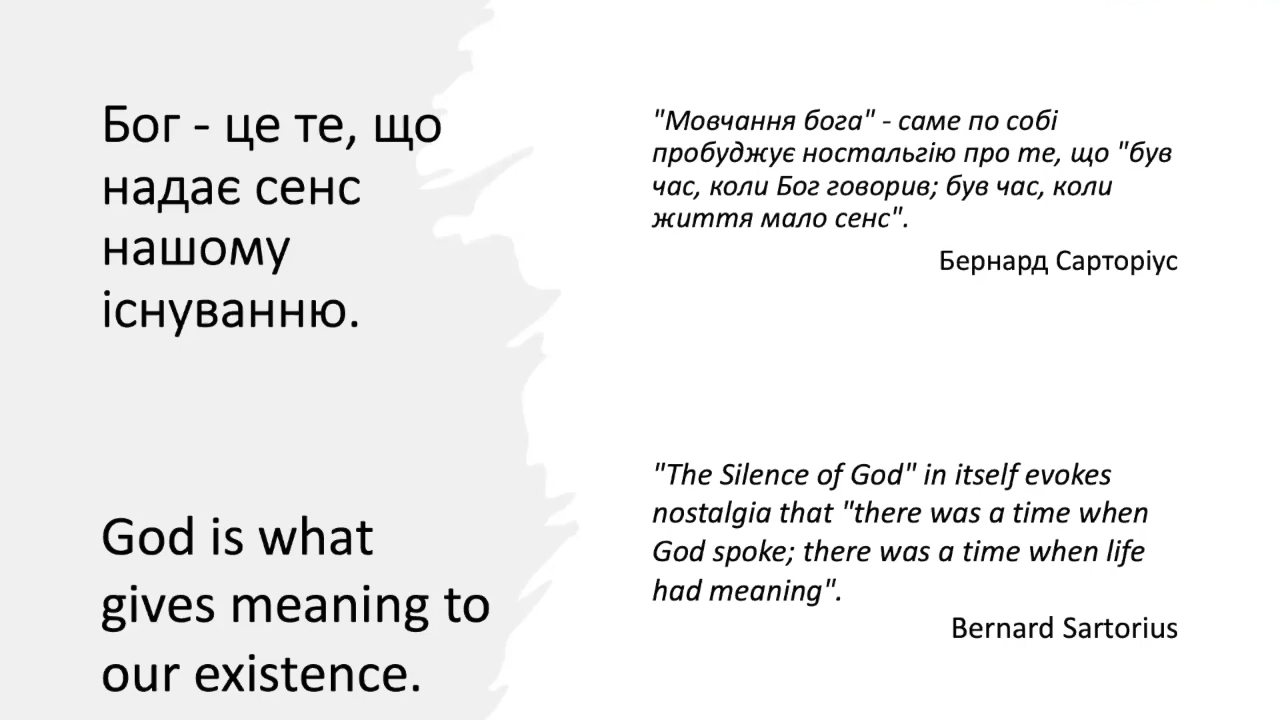 Бог - це те, що
надає сенс
нашому
існуванню.
God is what
gives meaning to
our existence.
"Мовчання бога" - саме по собі
пробуджує ностальгію про те, що "був
час, коли Бог говорив; був час, коли
життя мало сенс".
Бернард Сарторіус
"The Silence of God" in itself evokes
nostalgia that "there was a time when
God spoke; there was a time when life
had meaning".
Bernard Sartorius